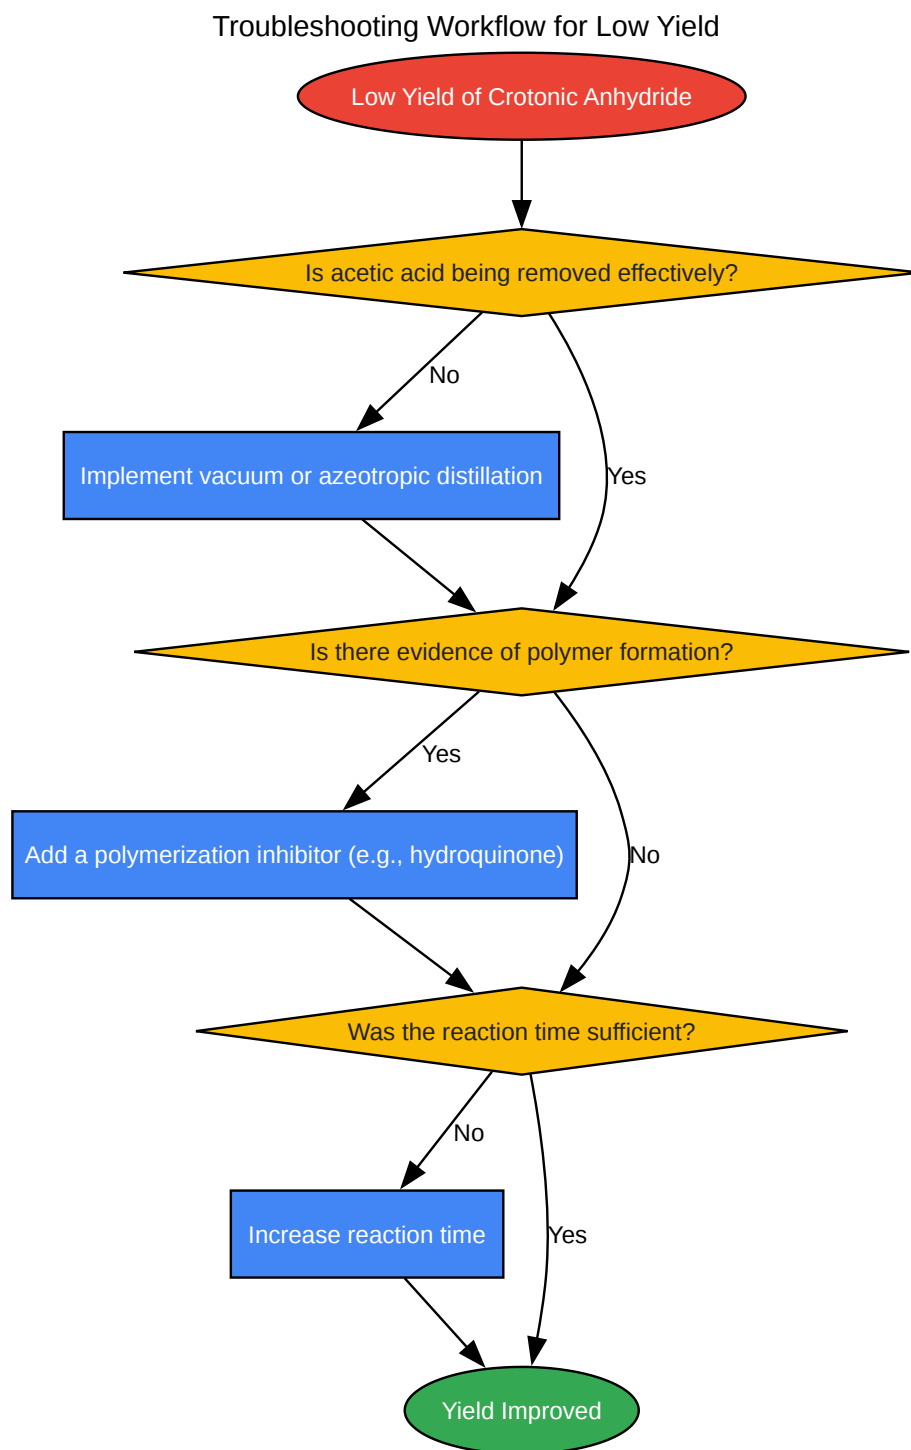 Troubleshooting Workflow for Low Yield
Low Yield of Crotonic Anhydride
Is acetic acid being removed effectively?
No
Implement vacuum or azeotropic distillation
Yes
Is there evidence of polymer formation?
Yes
Add a polymerization inhibitor (e.g., hydroquinone)
No
Was the reaction time sufficient?
No
Increase reaction time
Yes
Yield Improved